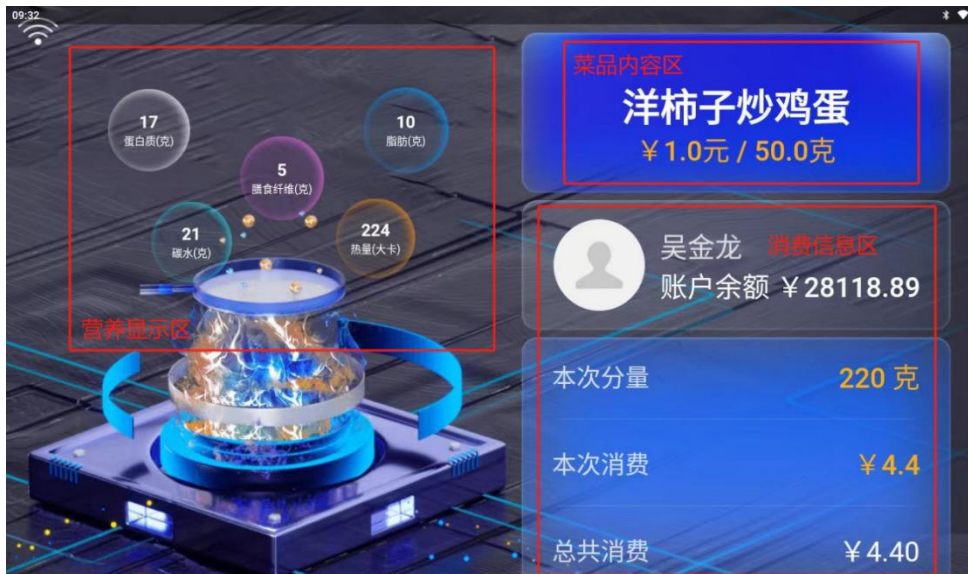 09:32
17
蛋白质(克)
10
脂肪(克)
5
膳食纤维(克)
21
碳水(克)
224
热量(大卡)
营养显示区
菜品内容区
洋柿子炒鸡蛋
￥1.0元 / 50.0克
吴金龙 消费信息区
账户余额 ￥28118.89
本次分量 220 克
本次消费 ￥4.4
总共消费 ￥4.40